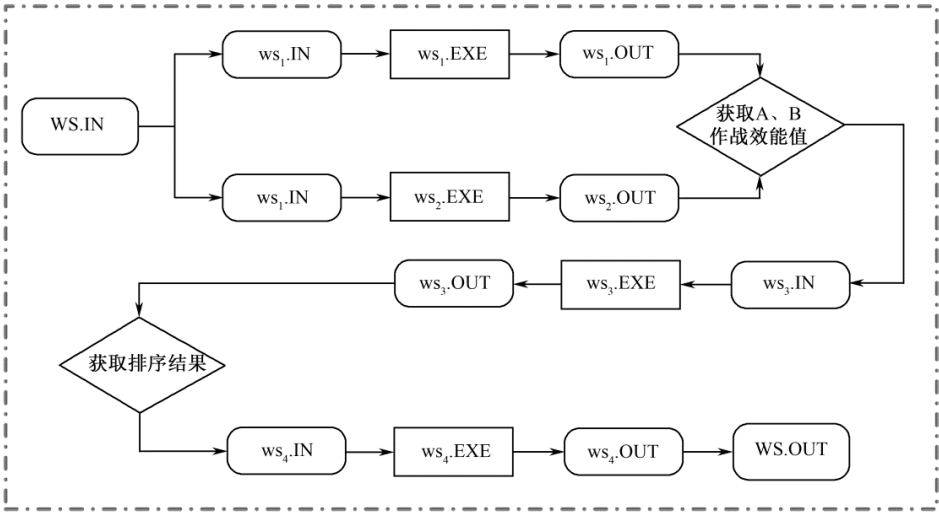 ws₁.IN
ws₁.EXE
ws₁.OUT
WS.IN
获取A、B
作战效能值
ws₁.IN
ws₂.EXE
ws₂.OUT
ws₃.OUT
ws₃.EXE
ws₃.IN
获取排序结果
ws₄.IN
ws₄.EXE
ws₄.OUT
WS.OUT